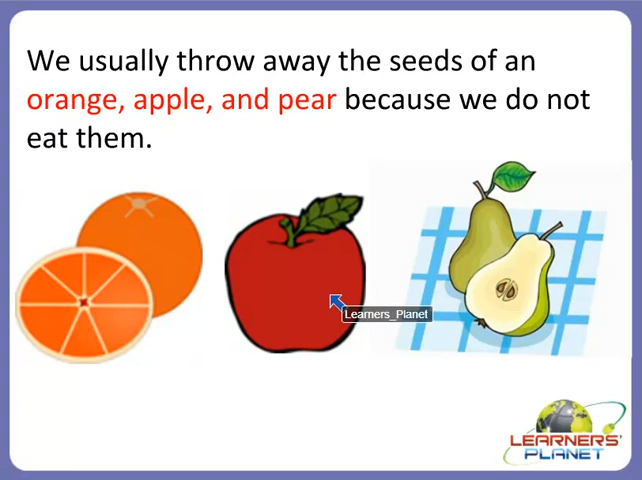 We usually throw away the seeds of an
orange, apple, and pear because we do not
eat them.
Learners_Planet
LEARNERS'
PLANET